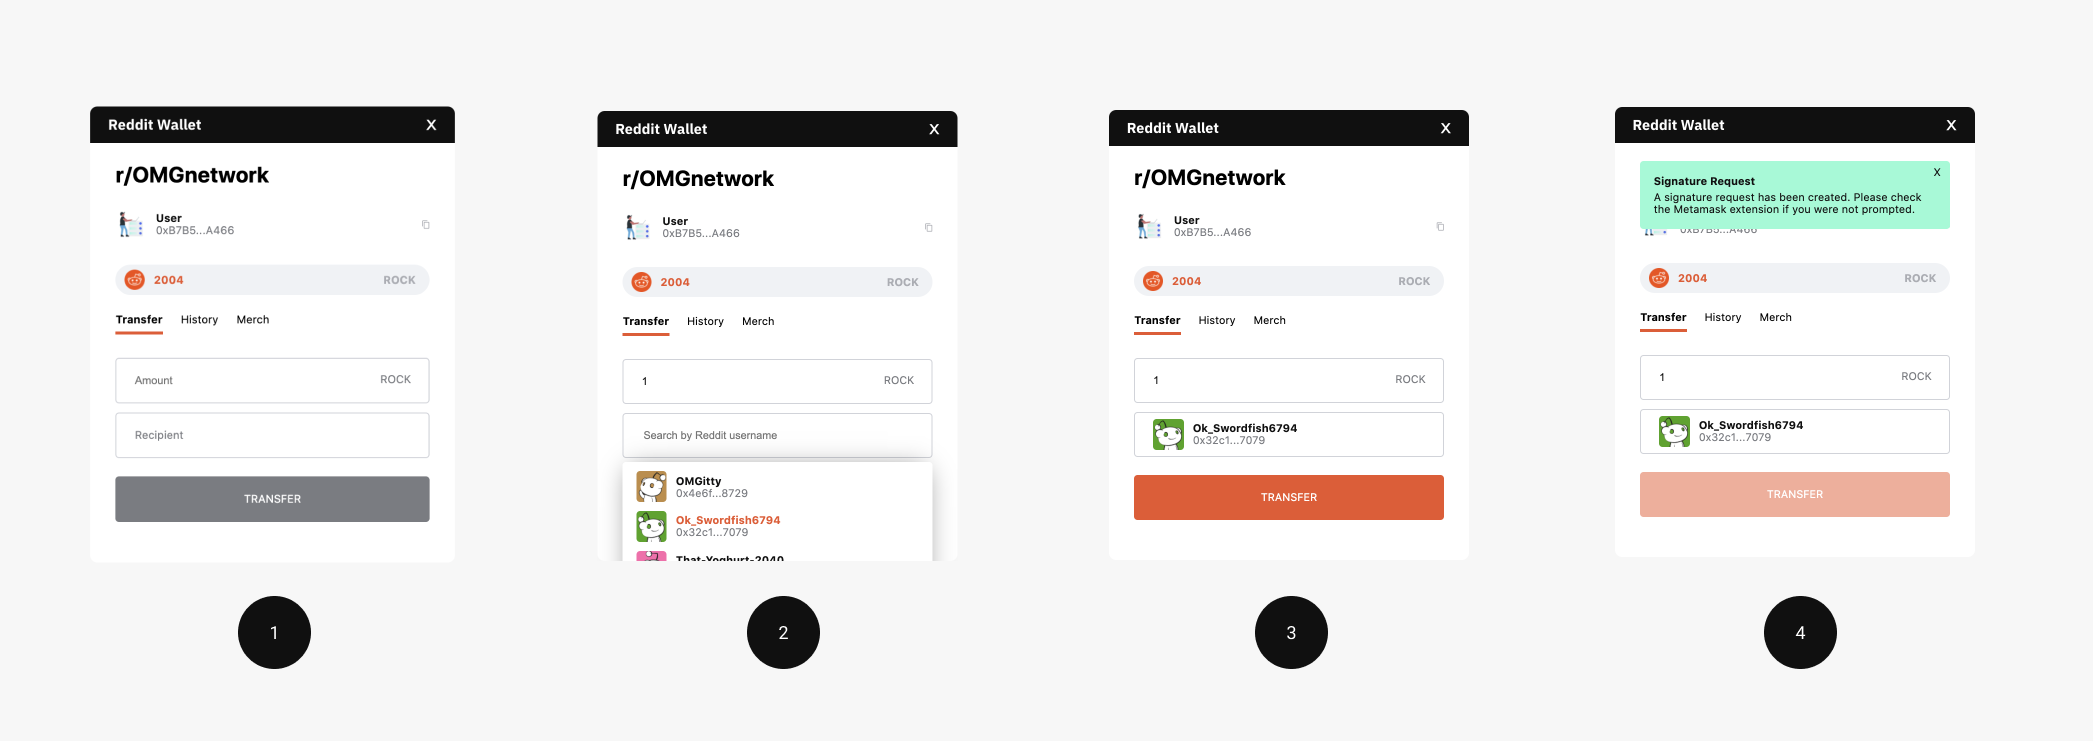 Reddit Wallet X
r/OMGnetwork
User
0xB7B5...A466
2004 ROCK
Transfer History Merch
Amount ROCK
Recipient
TRANSFER
1
Reddit Wallet X
r/OMGnetwork
User
0xB7B5...A466
2004 ROCK
Transfer History Merch
1 ROCK
Search by Reddit username
OMGitty
0x4e6f...8729
Ok_Swordfish6794
0x32c1...7079
That-Yoghurt-2040
2
Reddit Wallet X
r/OMGnetwork
User
0xB7B5...A466
2004 ROCK
Transfer History Merch
1 ROCK
Ok_Swordfish6794
0x32c1...7079
TRANSFER
3
Reddit Wallet X
Signature Request X
A signature request has been created. Please check
the Metamask extension if you were not prompted.
0xB7B5...A466
2004 ROCK
Transfer History Merch
1 ROCK
Ok_Swordfish6794
0x32c1...7079
TRANSFER
4